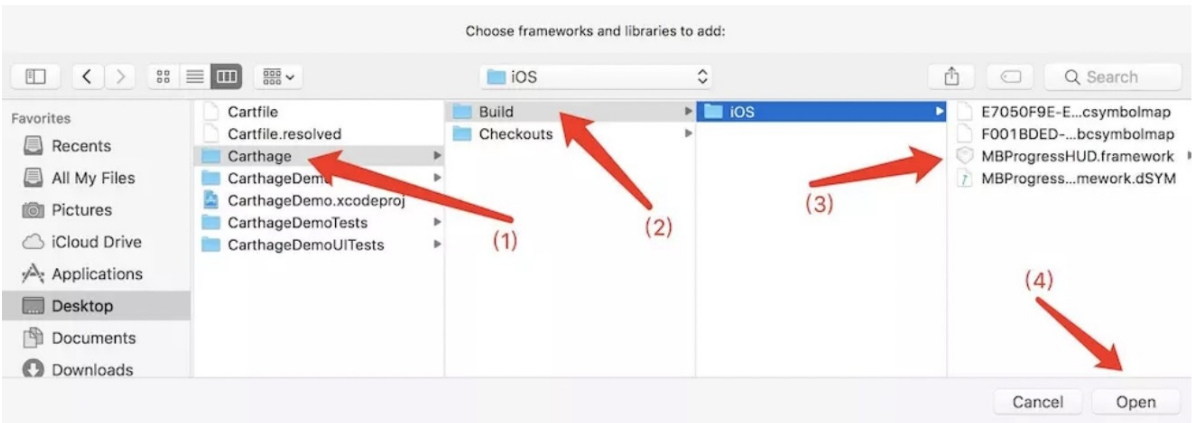 Choose frameworks and libraries to add:
iOS
Search
Favorites
Recents
All My Files
Pictures
iCloud Drive
Applications
Desktop
Documents
Downloads
Cartfile
Cartfile.resolved
Carthage
CarthageDemo
CarthageDemo.xcodeproj
CarthageDemoTests
CarthageDemoUITests
(1)
Build
Checkouts
(2)
iOS
(3)
E7050F9E-E...csymbolmap
F001BDED-...bcsymbolmap
MBProgressHUD.framework
MBProgress...mework.dSYM
(4)
Cancel
Open